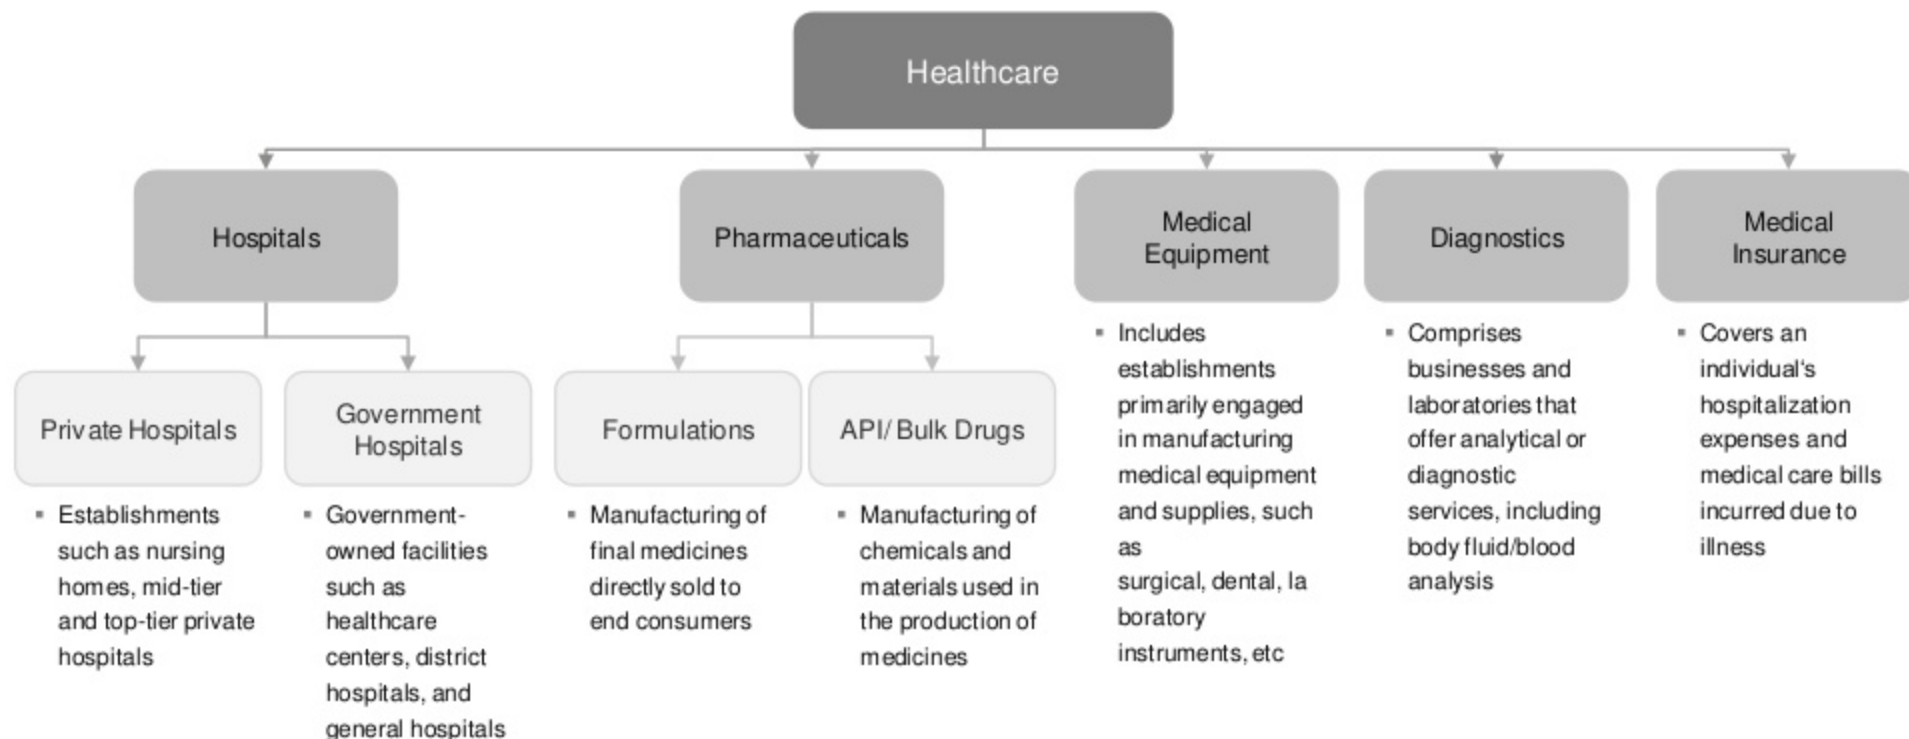 Healthcare
Hospitals
Pharmaceuticals
Medical
Equipment
Diagnostics
Medical
Insurance
Private Hospitals
Government
Hospitals
Formulations
API/ Bulk Drugs
▪ Establishments
such as nursing
homes, mid-tier
and top-tier private
hospitals
▪ Government-
owned facilities
such as
healthcare
centers, district
hospitals, and
general hospitals
▪ Manufacturing of
final medicines
directly sold to
end consumers
▪ Manufacturing of
chemicals and
materials used in
the production of
medicines
▪ Includes
establishments
primarily engaged
in manufacturing
medical equipment
and supplies, such
as
surgical, dental, la
boratory
instruments, etc
▪ Comprises
businesses and
laboratories that
offer analytical or
diagnostic
services, including
body fluid/blood
analysis
▪ Covers an
individual‘s
hospitalization
expenses and
medical care bills
incurred due to
illness